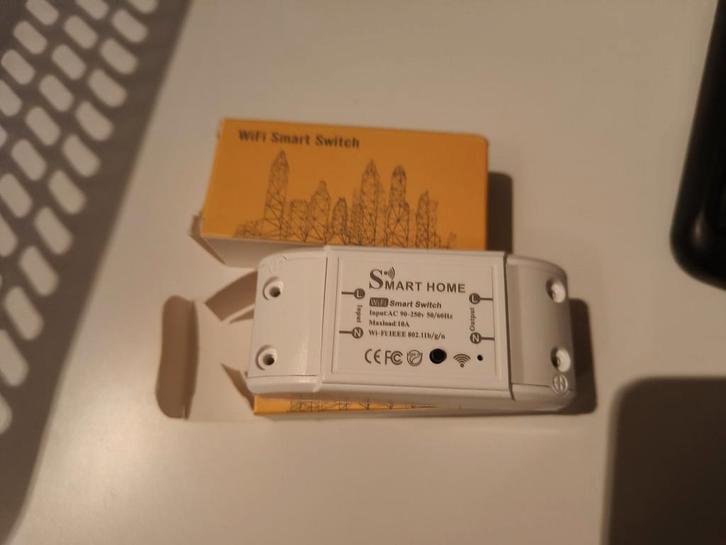 WiFi Smart Switch
SMART HOME
L
L
WiFi Smart Switch
Input
Input:AC 90-250v 50/60Hz
Output
Maxload:10A
N
Wi-Fi:IEEE 802.11b/g/n
N
CE FC